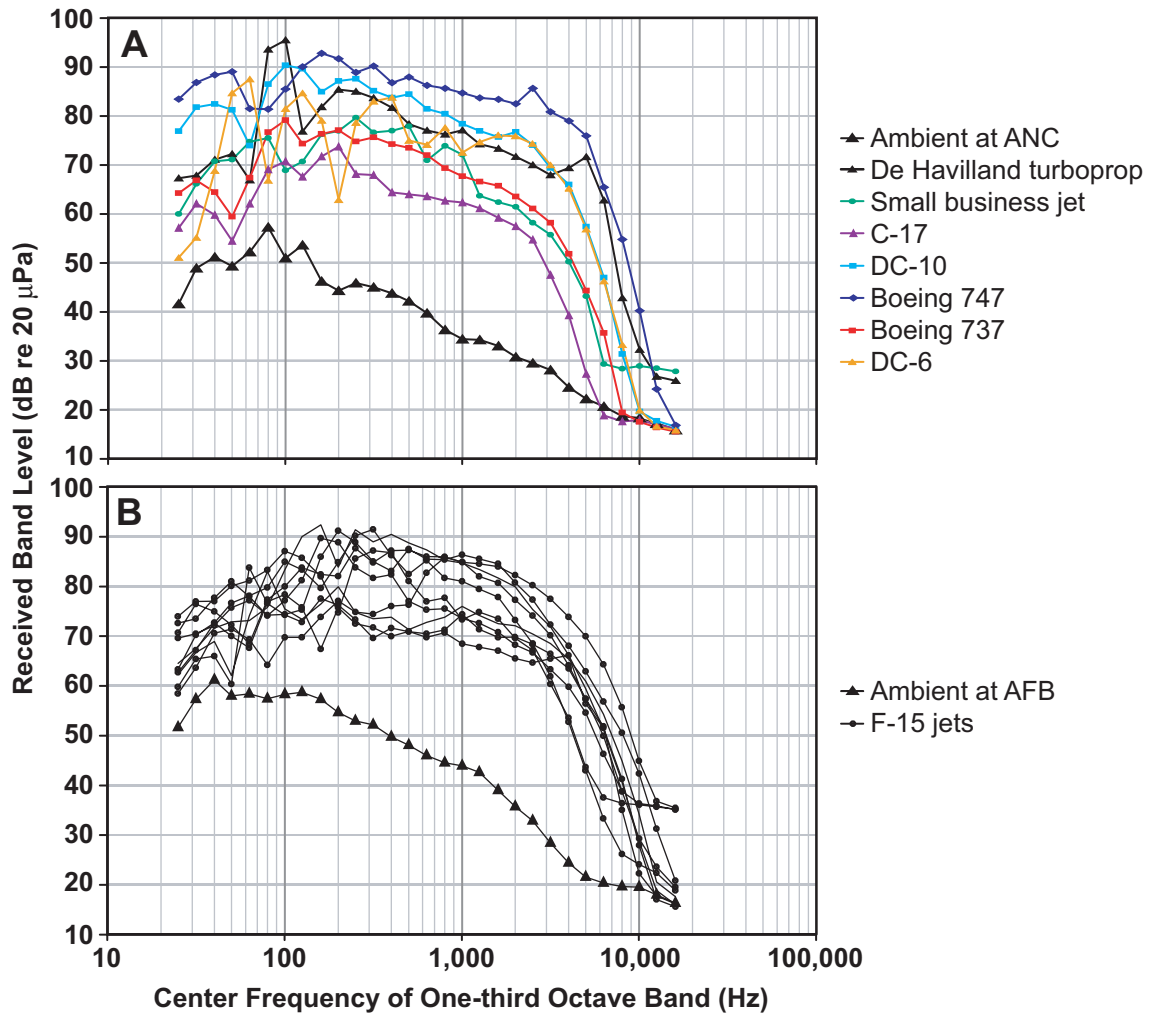 Received Band Level (dB re 20 μPa)
A
100
90
80
70
60
50
40
30
20
10
Ambient at ANC
De Havilland turboprop
Small business jet
C-17
DC-10
Boeing 747
Boeing 737
DC-6
B
100
90
80
70
60
50
40
30
20
10
Ambient at AFB
F-15 jets
10 100 1,000 10,000 100,000
Center Frequency of One-third Octave Band (Hz)